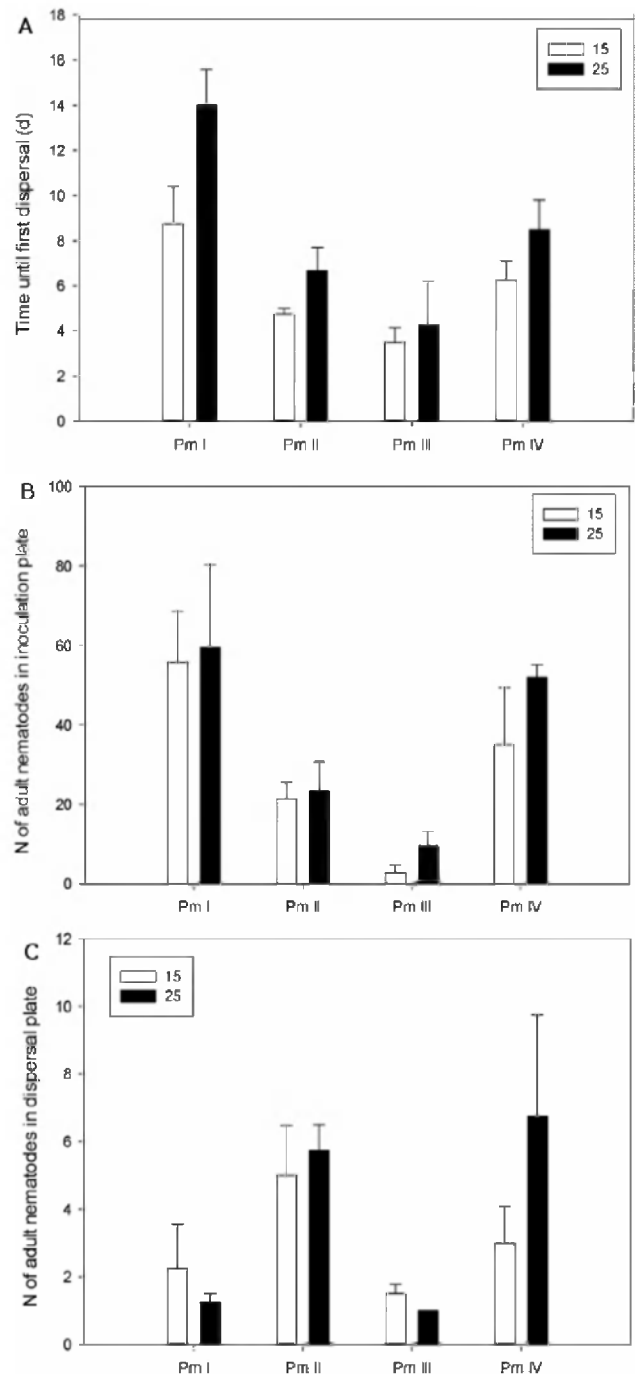 A
Time until first dispersal (d)
18
16
14
12
10
8
6
4
2
0
15
25
Pm I
Pm II
Pm III
Pm IV
B
N of adult nematodes in inoculation plate
100
80
60
40
20
0
15
25
Pm I
Pm II
Pm III
Pm IV
C
N of adult nematodes in dispersal plate
12
10
8
6
4
2
0
15
25
Pm I
Pm II
Pm III
Pm IV